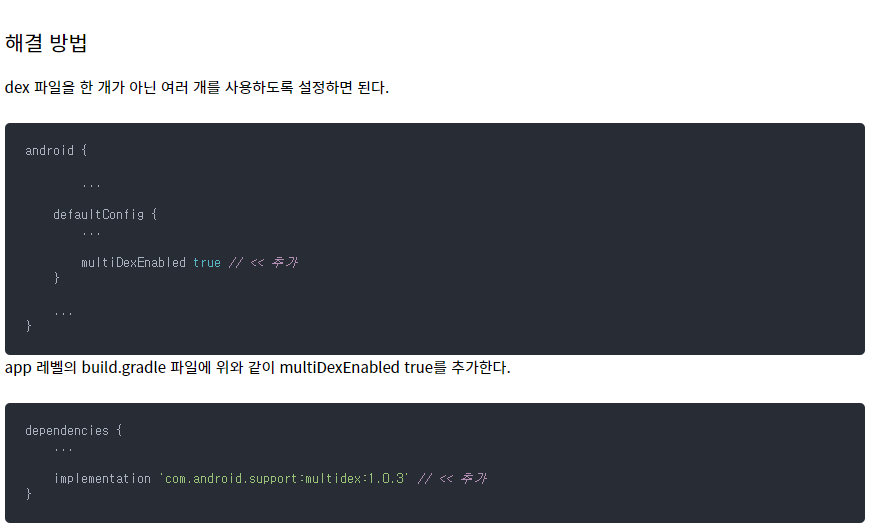 해결 방법
dex 파일을 한 개가 아닌 여러 개를 사용하도록 설정하면 된다.
android {
...
defaultConfig {
...
multiDexEnabled true // << 추가
}
...
}
app 레벨의 build.gradle 파일에 위와 같이 multiDexEnabled true를 추가한다.
dependencies {
...
implementation 'com.android.support:multidex:1.0.3' // << 추가
}